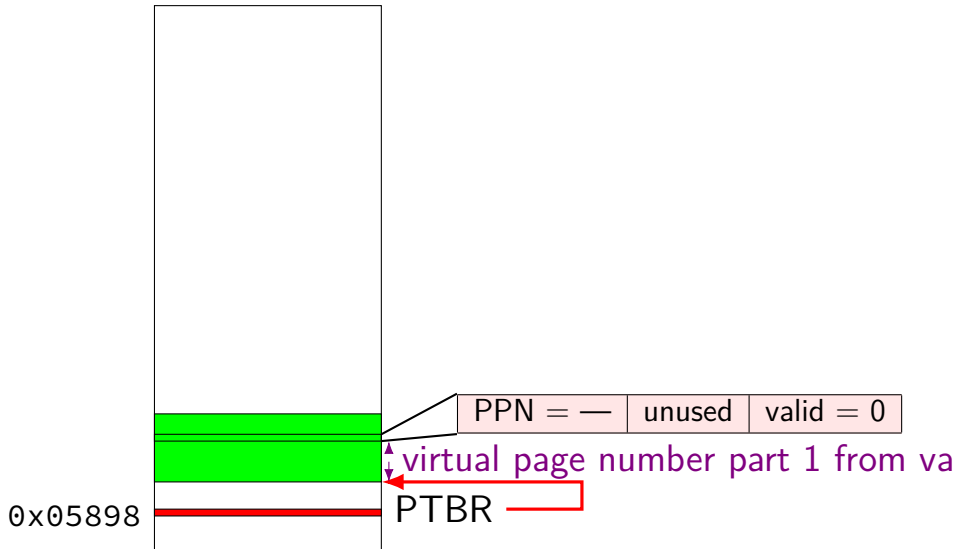 PPN = — unused valid = 0
virtual page number part 1 from va
PTBR
0x05898